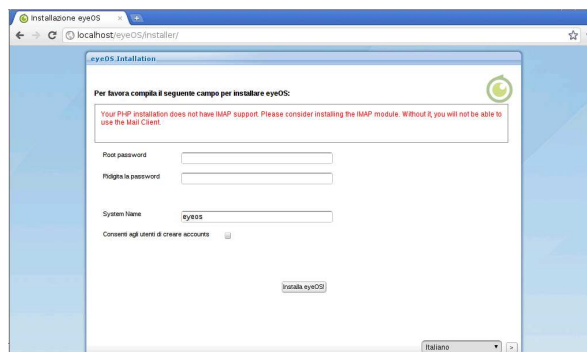 Installazione eyeOS
localhost/eyeOS/installer/
eyeOS Intallation
Per favora compila il seguente campo per installare eyeOS:
Your PHP installation does not have IMAP support. Please consider installing the IMAP module. Without it, you will not be able to
use the Mail Client.
Root password
Ridigita la password
System Name
eyeos
Consenti agli utenti di creare accounts
Installa eyeOS!
Italiano
>